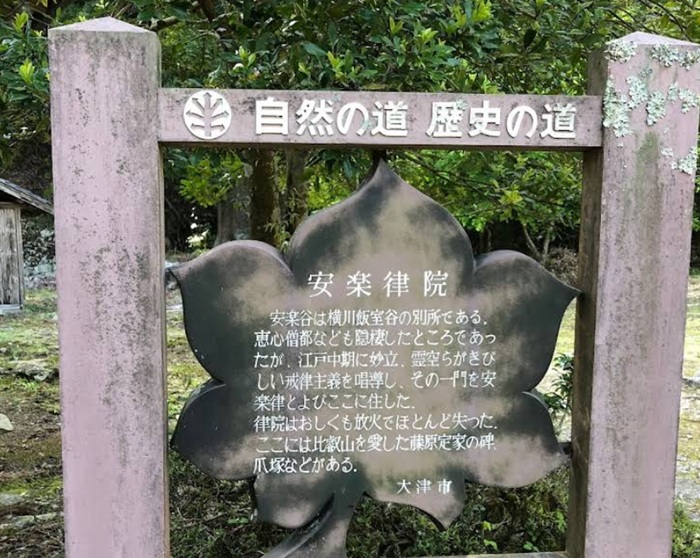 自然の道 歴史の道
安楽律院
安楽谷は横川飯室谷の別所である.
恵心僧都なども隠棲したところであっ
たが、江戸中期に妙立、霊空らがきび
しい戒律主義を唱導し、その一門を安
楽律とよびここに住した.
律院はおしくも放火でほとんど失った.
ここには比叡山を愛した藤原定家の碑
爪塚などがある.
大津市